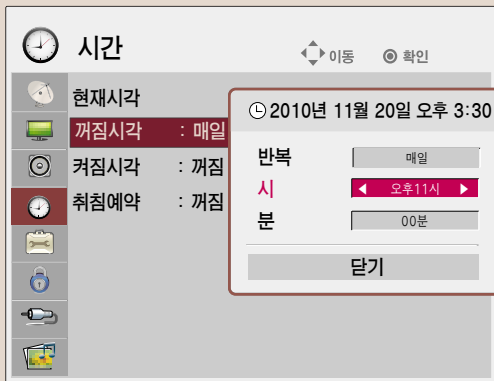 시간
이동 확인
현재시각
꺼짐시각 : 매일
켜짐시각 : 꺼짐
취침예약 : 꺼짐
2010년 11월 20일 오후 3:30
반복 매일
시 오후11시
분 00분
닫기